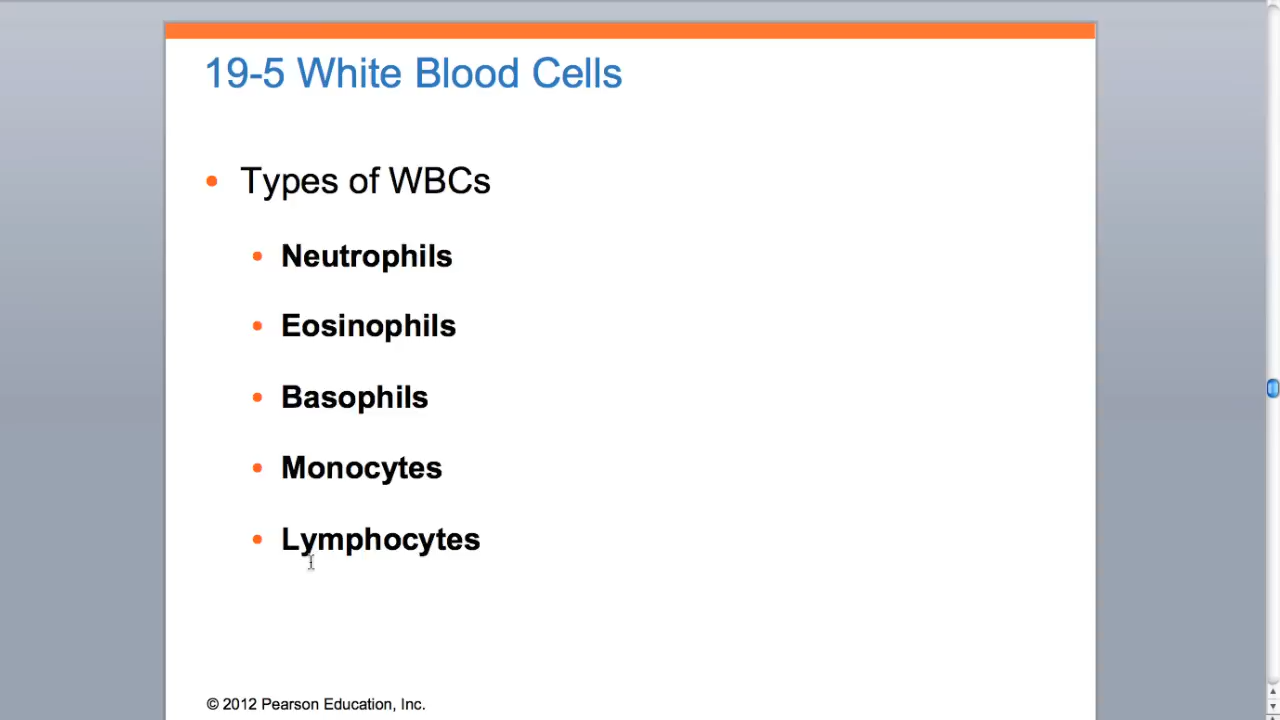 19-5 White Blood Cells
• Types of WBCs
• Neutrophils
• Eosinophils
• Basophils
• Monocytes
• Lymphocytes
© 2012 Pearson Education, Inc.